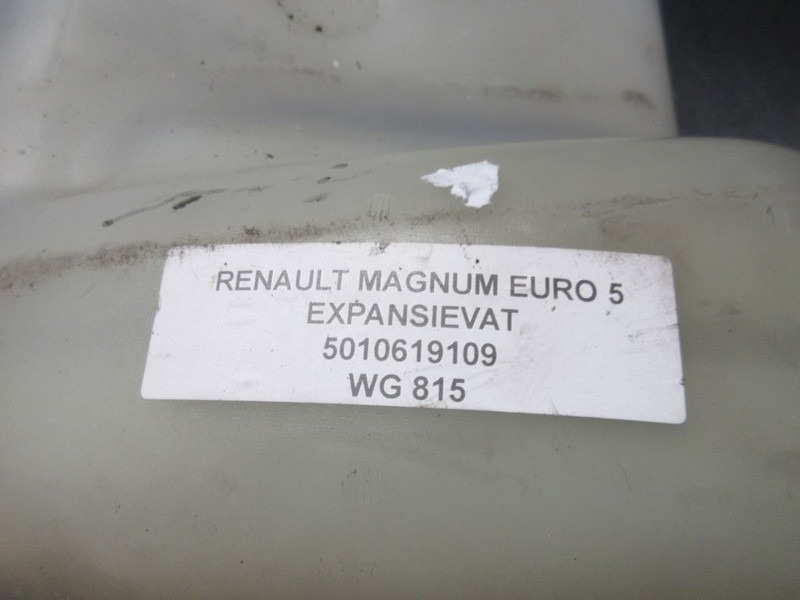 RENAULT MAGNUM EURO 5
EXPANSIEVAT
5010619109
WG 815